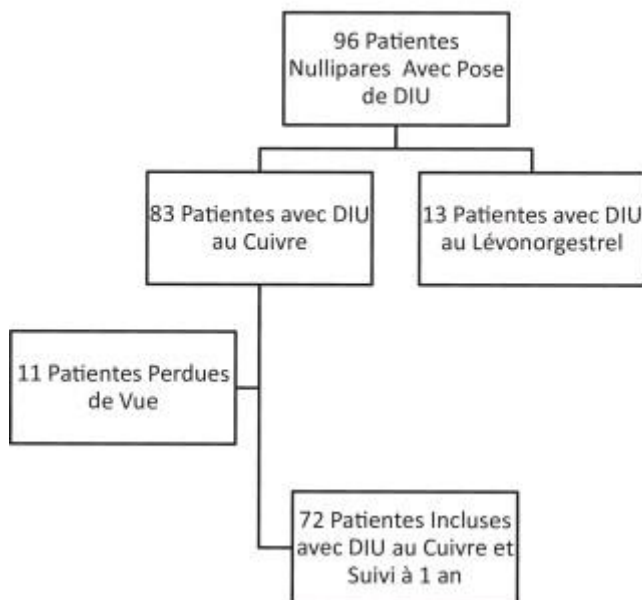 96 Patientes
Nullipares Avec Pose
de DIU
83 Patientes avec DIU
au Cuivre
13 Patientes avec DIU
au Lévonorgestrel
11 Patientes Perdues
de Vue
72 Patientes Incluses
avec DIU au Cuivre et
Suivi à 1 an